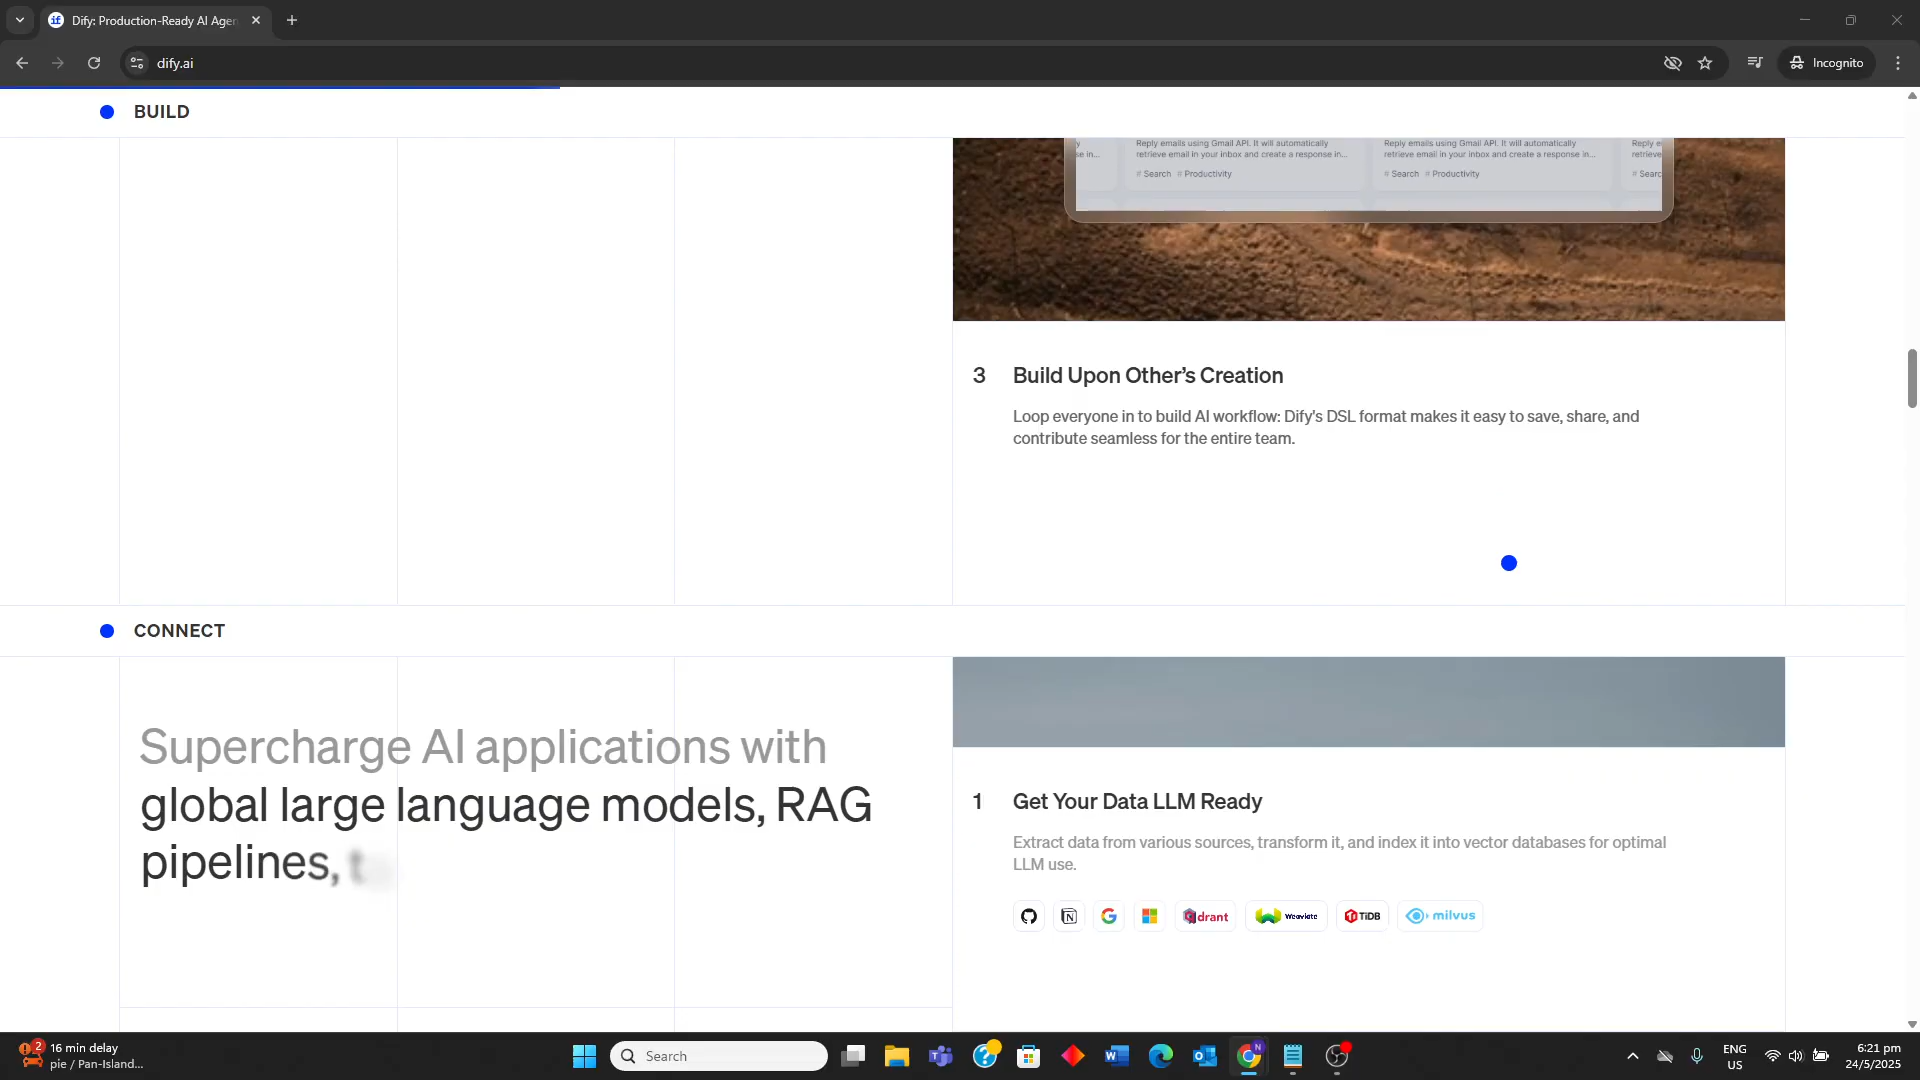 Dify: Production-Ready AI Agen
dify.ai
Incognito
BUILD
Reply emails using Gmail API. It will automatically
retrieve email in your inbox and create a response in...
# Search # Productivity
Reply emails using Gmail API. It will automatically
retrieve email in your inbox and create a response in...
# Search # Productivity
3 Build Upon Other’s Creation
Loop everyone in to build AI workflow: Dify's DSL format makes it easy to save, share, and
contribute seamless for the entire team.
CONNECT
Supercharge AI applications with
global large language models, RAG
pipelines,
1 Get Your Data LLM Ready
Extract data from various sources, transform it, and index it into vector databases for optimal
LLM use.
drant
Weaviate
TiDB
milvus
2
16 min delay
pie / Pan-Island...
Search
ENG
US
6:21 pm
24/5/2025